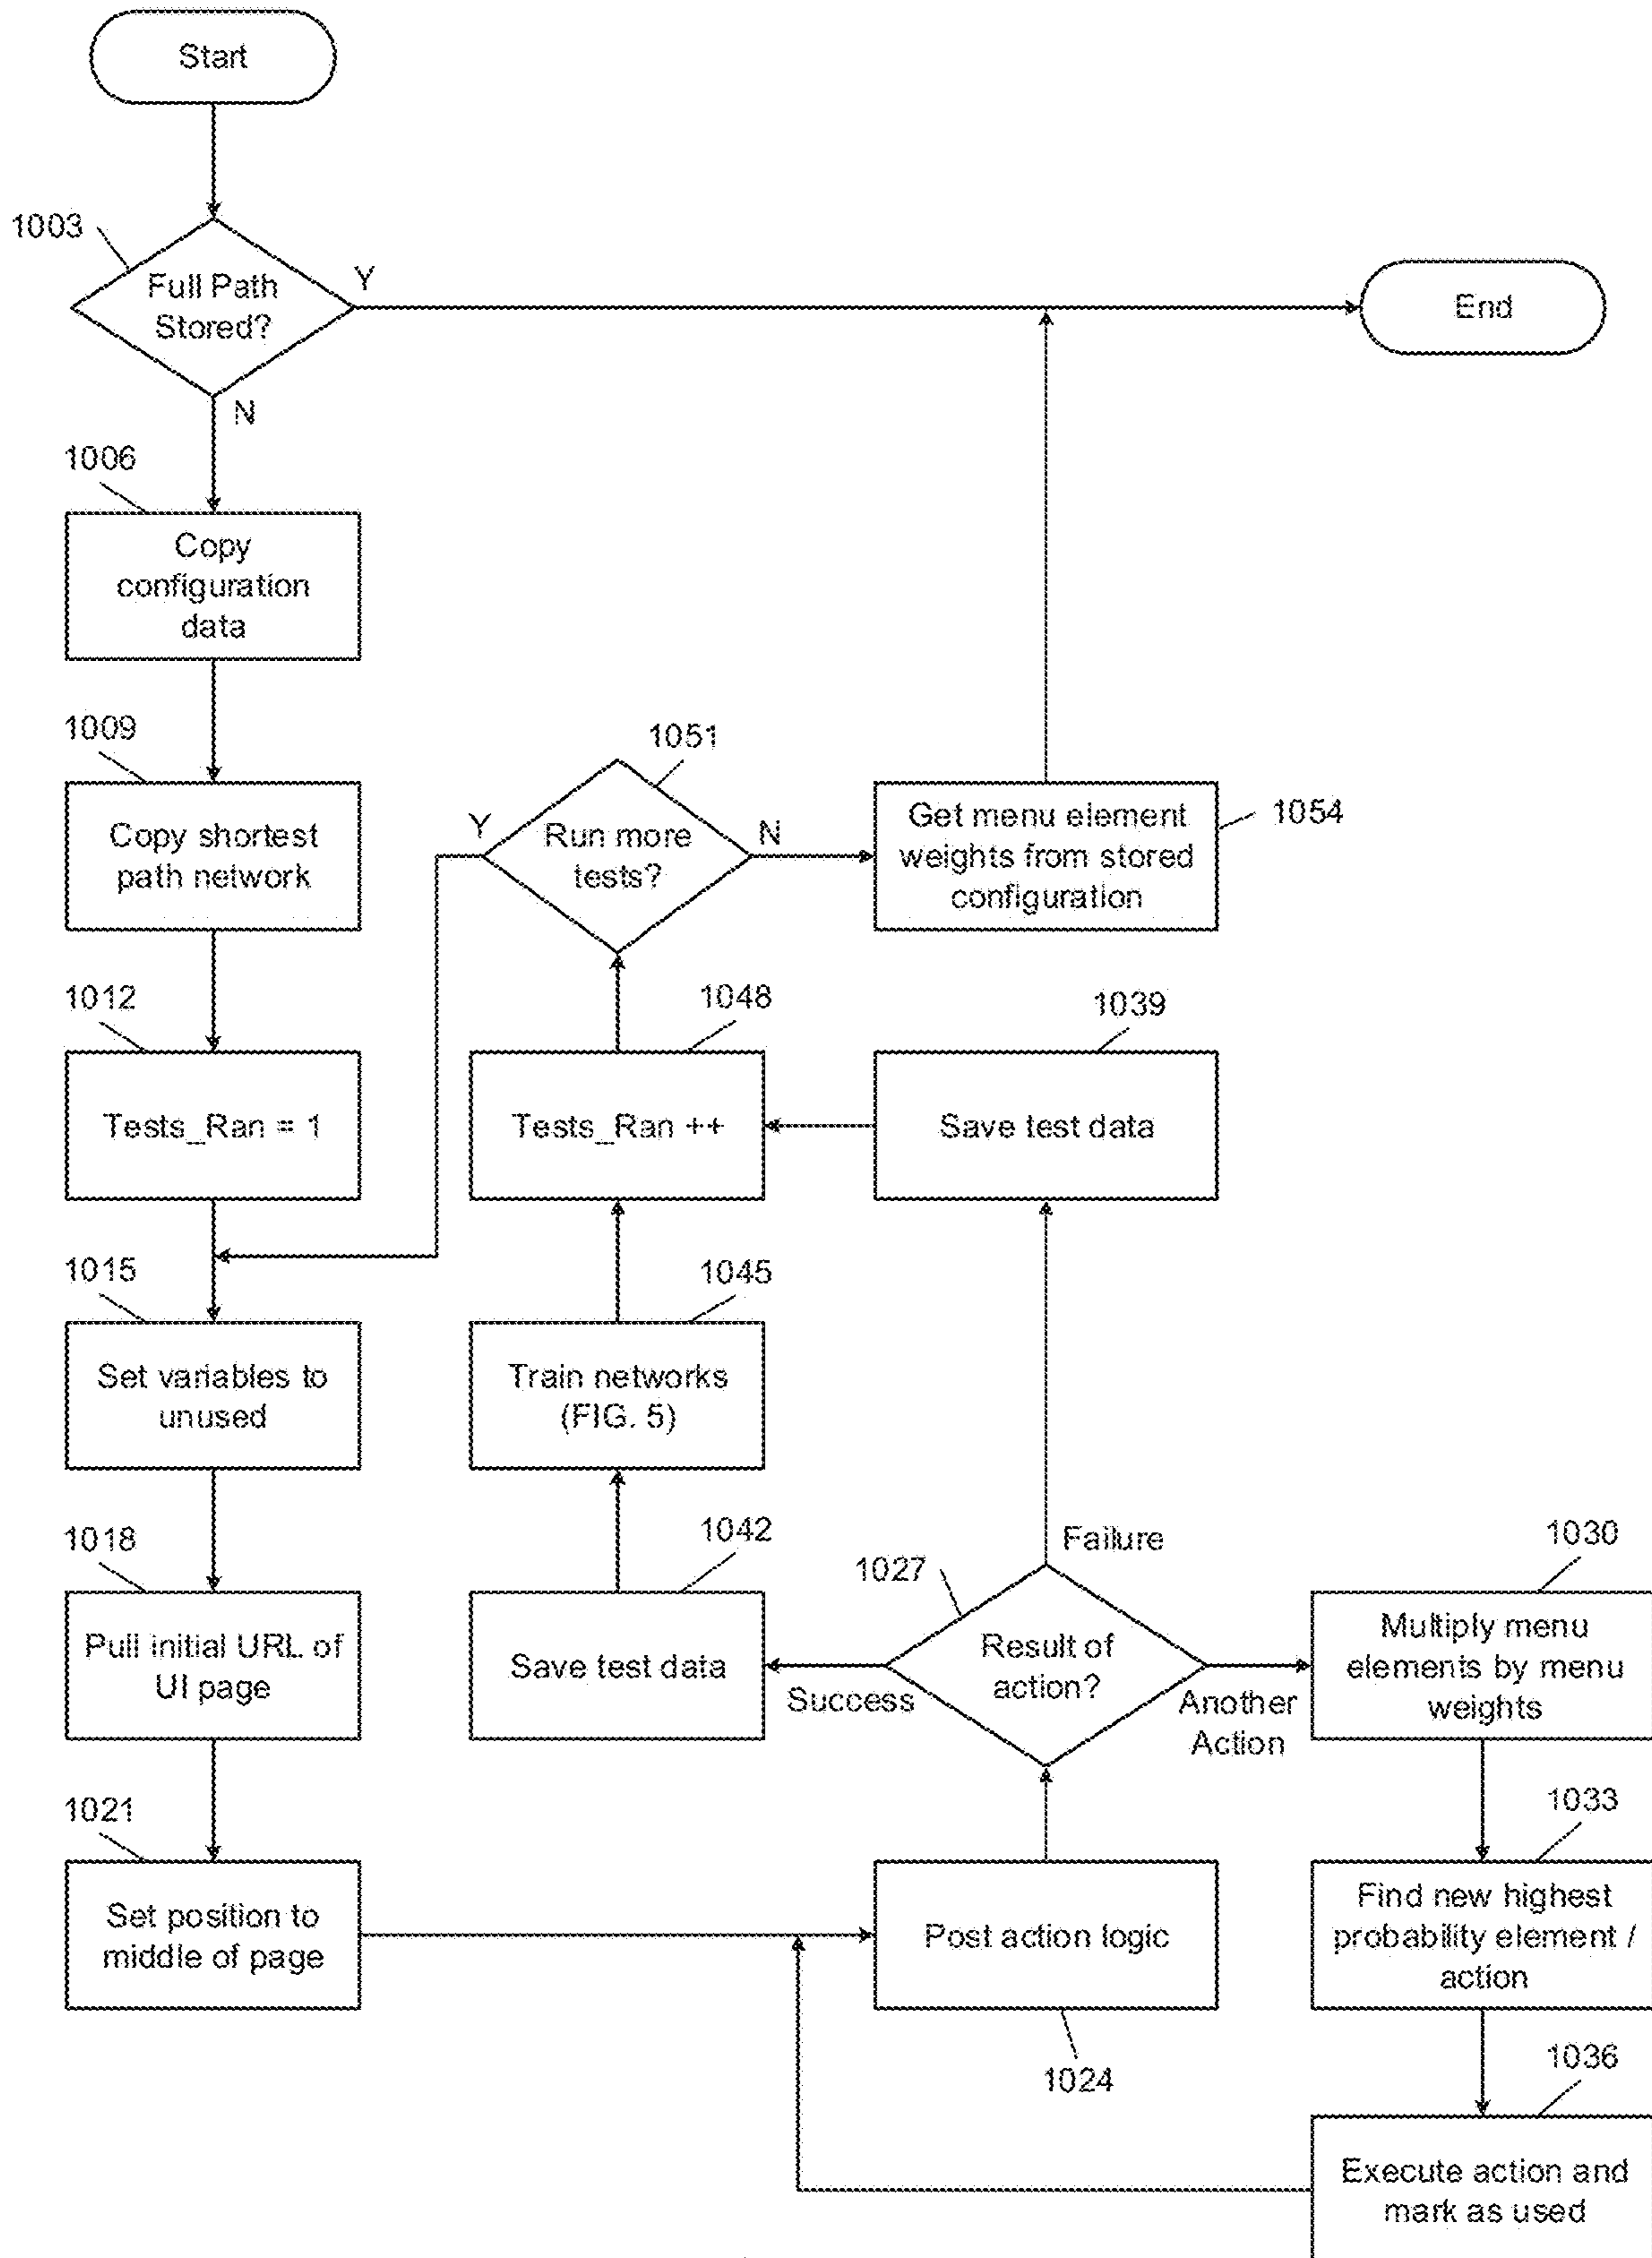 Start
1003
Full Path
Stored?
Y
End
N
1006
Copy
configuration
data
1009
Copy shortest
path network
1051
Y
Run more
tests?
N
Get menu element
weights from stored
configuration
1054
1012
Tests_Ran = 1
1048
Tests_Ran ++
1039
Save test data
1015
Set variables to
unused
1045
Train networks
(FIG. 5)
1018
Pull initial URL of
UI page
1042
Save test data
Success
1027
Failure
Result of
action?
Another
Action
1030
Multiply menu
elements by menu
weights
1021
Set position to
middle of page
Post action logic
1024
1033
Find new highest
probability element /
action
1036
Execute action and
mark as used